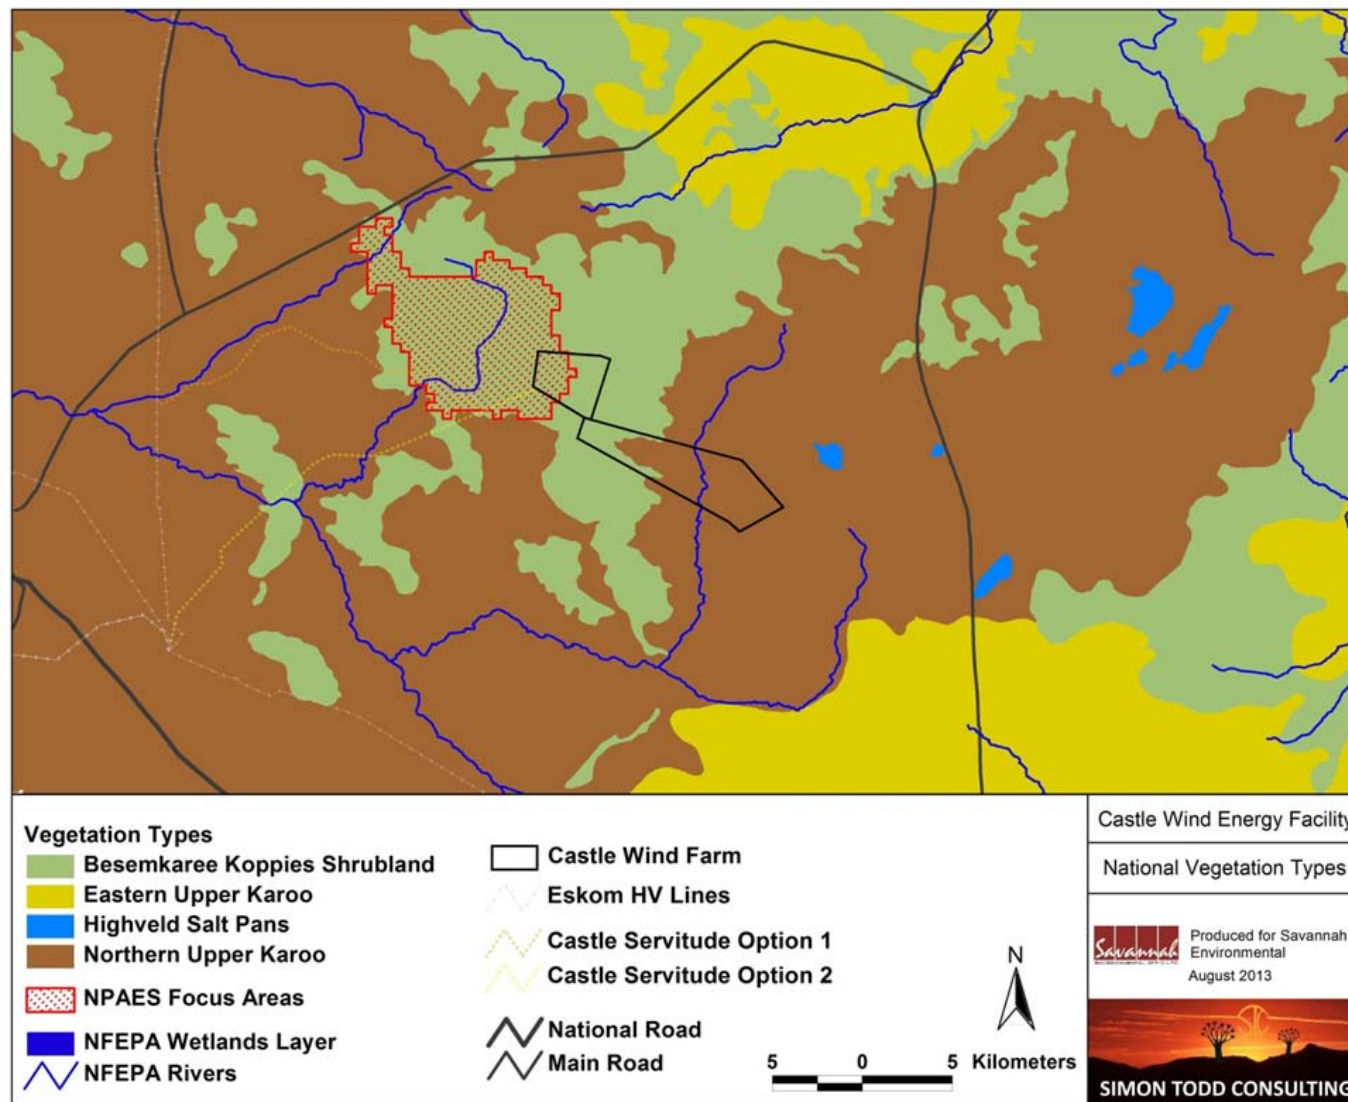 Vegetation Types
Besemkaree Koppies Shrubland
Eastern Upper Karoo
Highveld Salt Pans
Northern Upper Karoo
NPAES Focus Areas
NFEPA Wetlands Layer
NFEPA Rivers
Castle Wind Farm
Eskom HV Lines
Castle Servitude Option 1
Castle Servitude Option 2
National Road
Main Road
N
5 0 5 Kilometers
Castle Wind Energy Facility
National Vegetation Types
Savannah
Produced for Savannah
Environmental
August 2013
SIMON TODD CONSULTING